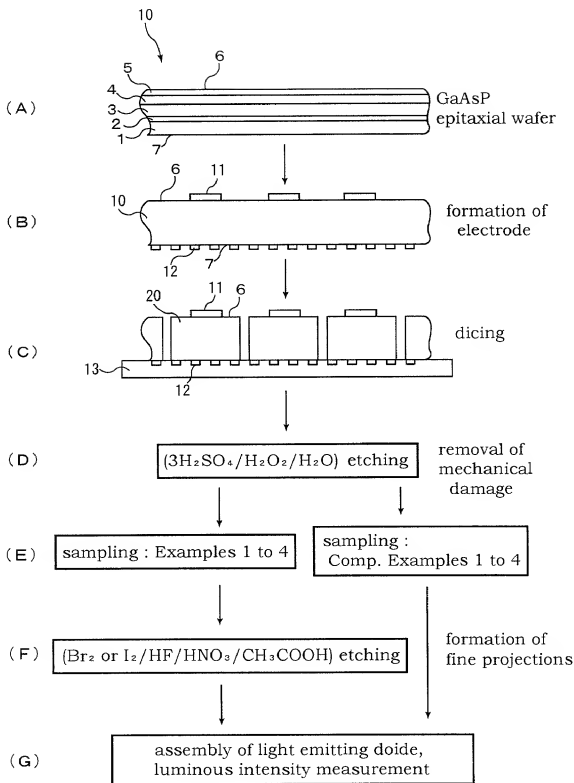 10
(A)
5
4
3
2
1
6
7
GaAsP
epitaxial wafer
(B)
6
11
10
12
7
formation of
electrode
(C)
20
11
6
13
12
dicing
(D)
(3H₂SO₄/H₂O₂/H₂O) etching
removal of
mechanical
damage
(E)
sampling : Examples 1 to 4
sampling :
Comp. Examples 1 to 4
(F)
(Br₂ or I₂/HF/HNO₃/CH₃COOH) etching
formation of
fine projections
(G)
assembly of light emitting doide,
luminous intensity measurement